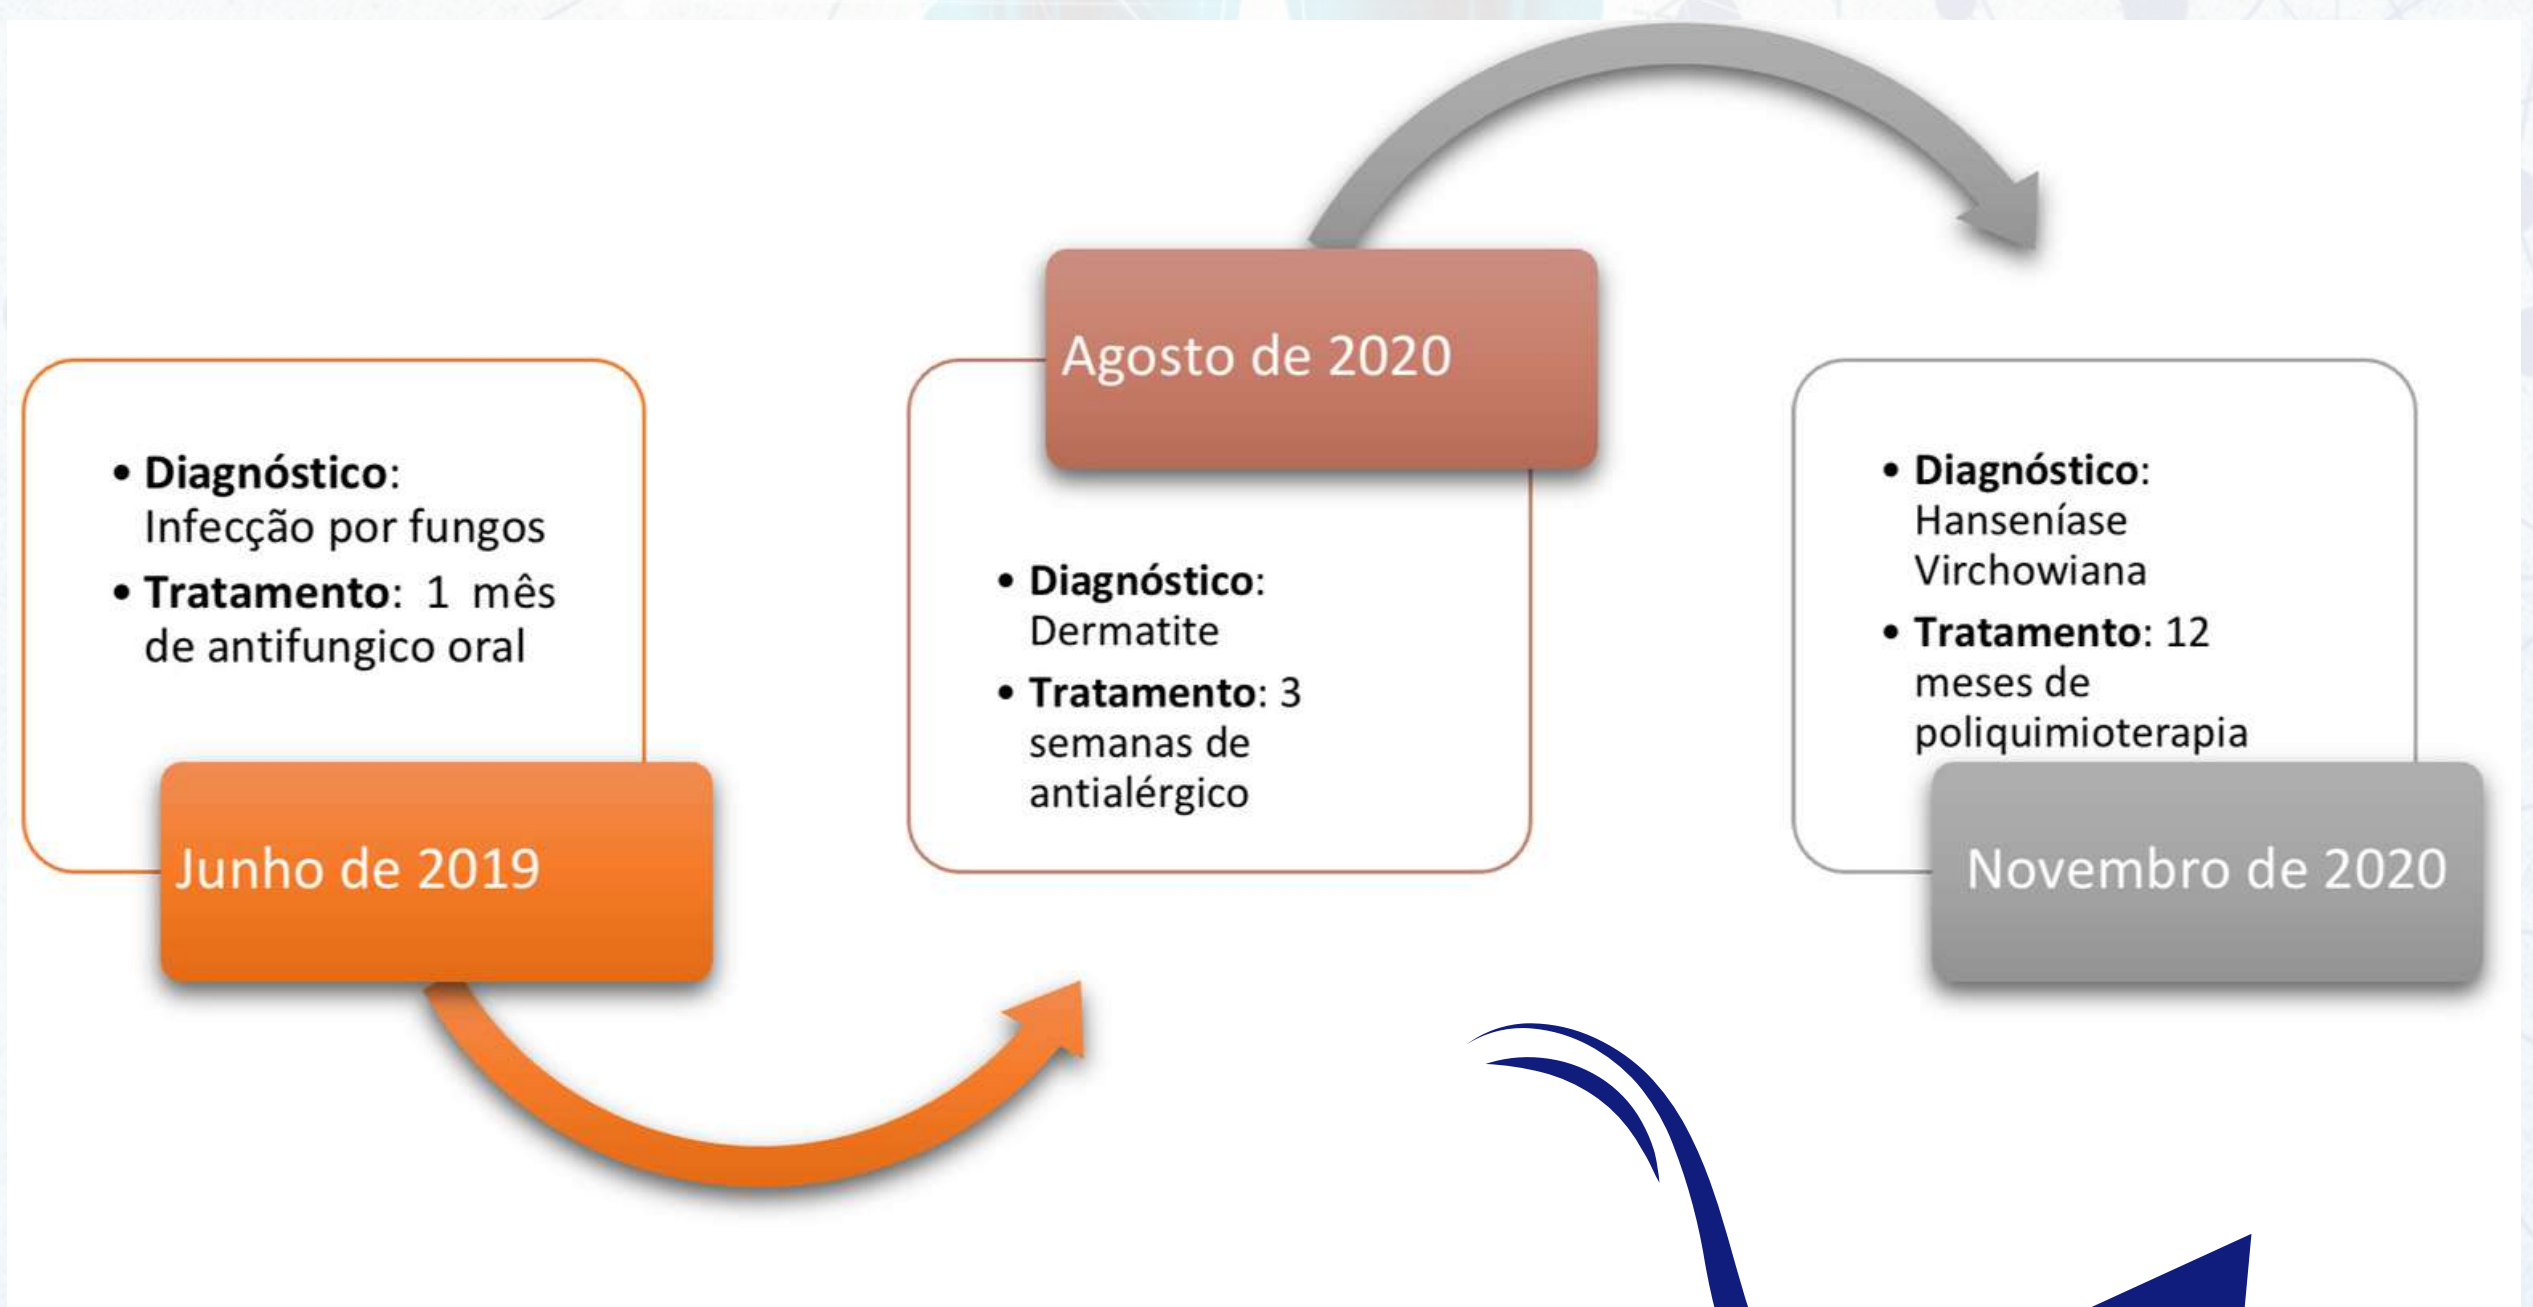 • Diagnóstico:
Infecção por fungos
• Tratamento: 1 mês
de antifungico oral
Junho de 2019
Agosto de 2020
• Diagnóstico:
Dermatite
• Tratamento: 3
semanas de
antialérgico
• Diagnóstico:
Hanseníase
Virchowiana
• Tratamento: 12
meses de
poliquimioterapia
Novembro de 2020